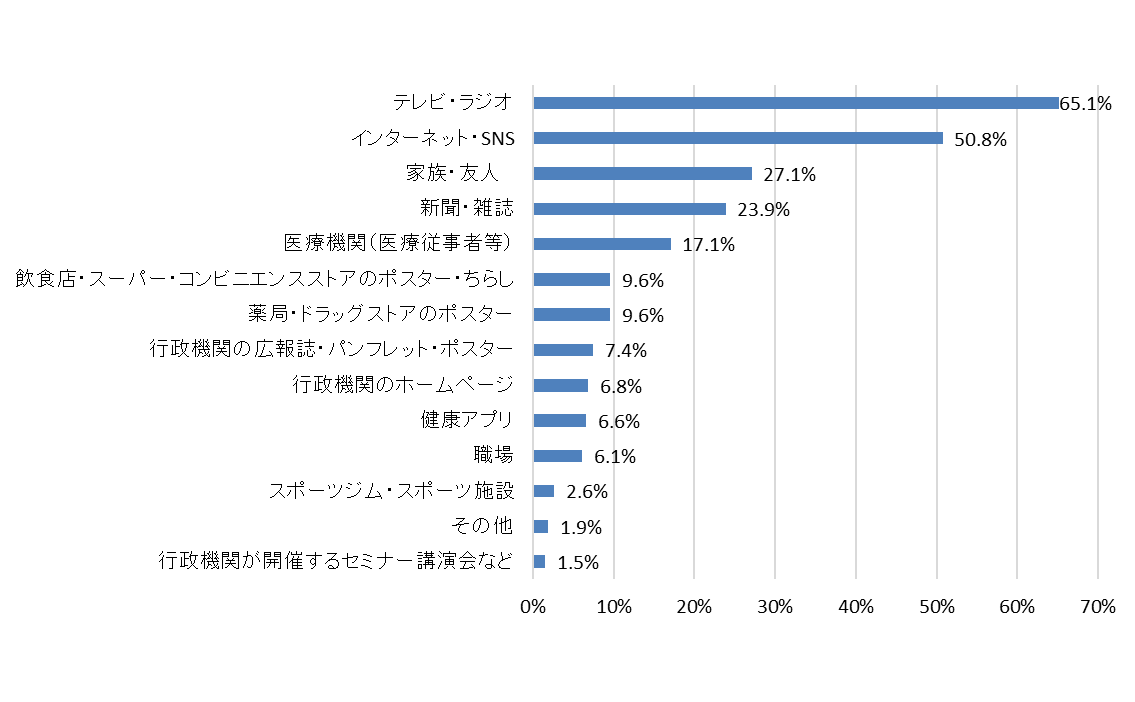 テレビ・ラジオ 65.1%
インターネット・SNS 50.8%
家族・友人 27.1%
新聞・雑誌 23.9%
医療機関（医療従事者等） 17.1%
飲食店・スーパー・コンビニエンスストアのポスター・ちらし 9.6%
薬局・ドラッグストアのポスター 9.6%
行政機関の広報誌・パンフレット・ポスター 7.4%
行政機関のホームページ 6.8%
健康アプリ 6.6%
職場 6.1%
スポーツジム・スポーツ施設 2.6%
その他 1.9%
行政機関が開催するセミナー講演会など 1.5%
0% 10% 20% 30% 40% 50% 60% 70%